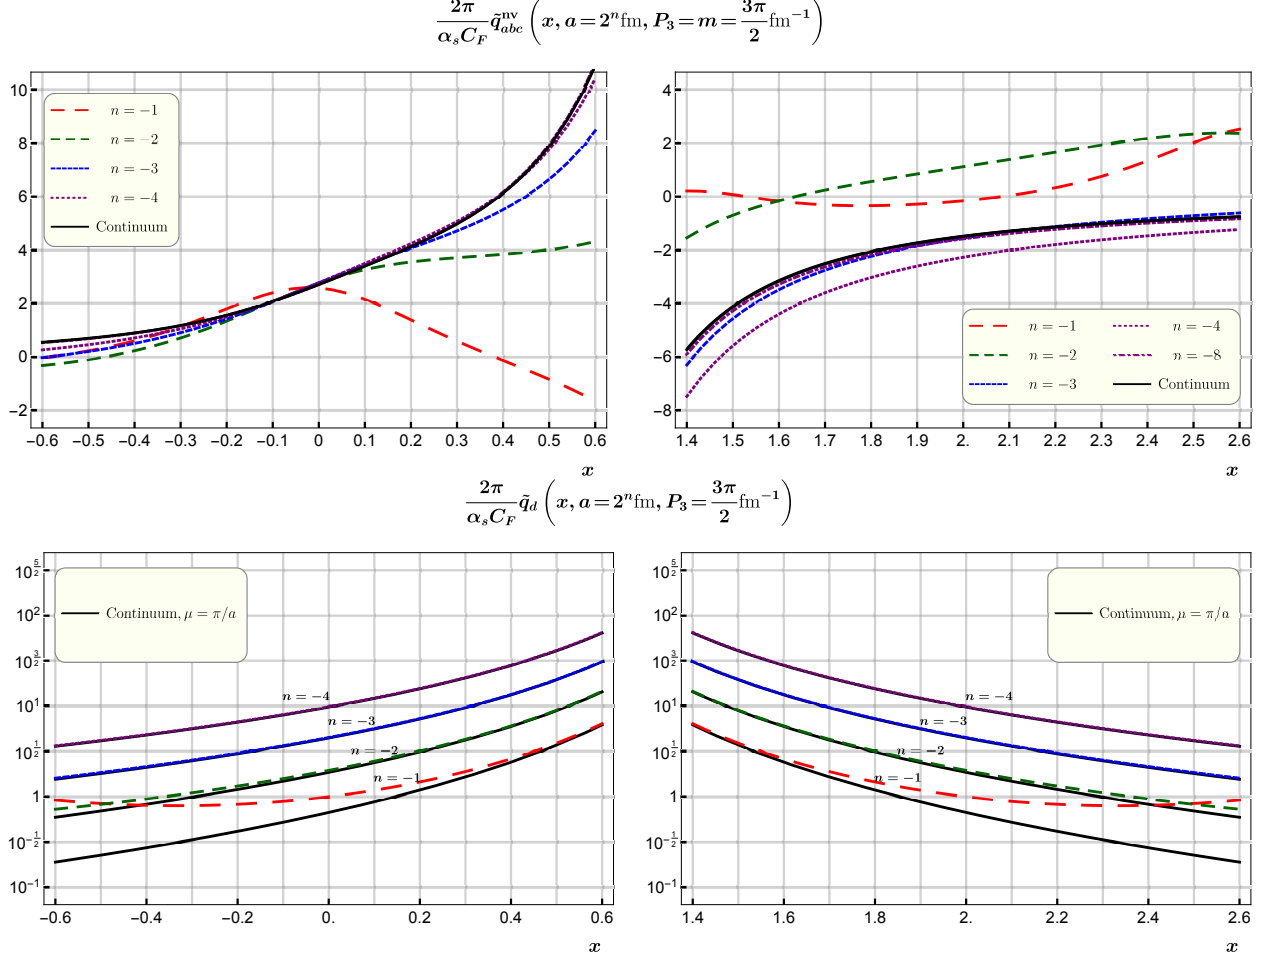 2π/(α_s C_F) q̃^nv_abc (x, a = 2^n fm, P_3 = m = 3π/2 fm^−1)
n = −1
n = −2
n = −3
n = −4
Continuum
10
8
6
4
2
0
−2
−0.6 −0.5 −0.4 −0.3 −0.2 −0.1 0 0.1 0.2 0.3 0.4 0.5 0.6
x
4
2
0
−2
−4
−6
−8
n = −1 n = −4
n = −2 n = −8
n = −3 Continuum
1.4 1.5 1.6 1.7 1.8 1.9 2. 2.1 2.2 2.3 2.4 2.5 2.6
x
2π/(α_s C_F) q̃_d (x, a = 2^n fm, P_3 = 3π/2 fm^−1)
Continuum, μ = π/a
10^5/2
10^2
10^3/2
10^1
10^1/2
1
10^−1/2
10^−1
n = −4
n = −3
n = −2
n = −1
−0.6 −0.4 −0.2 0. 0.2 0.4 0.6
x
Continuum, μ = π/a
10^5/2
10^2
10^3/2
10^1
10^1/2
1
10^−1/2
10^−1
n = −4
n = −3
n = −2
n = −1
1.4 1.6 1.8 2. 2.2 2.4 2.6
x